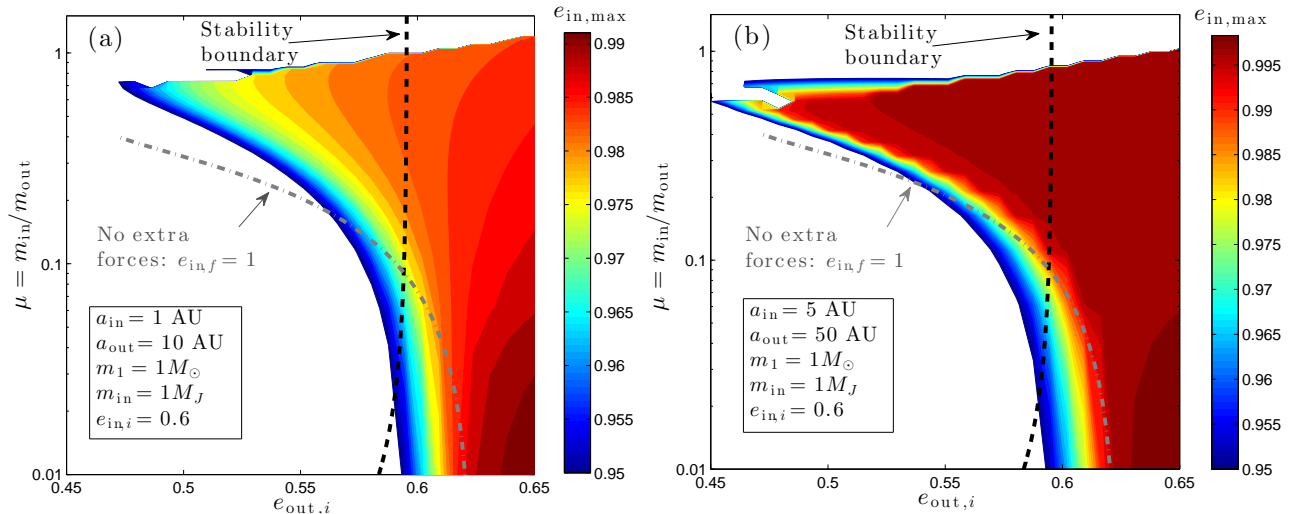 (a)
Stability
boundary
e_in,max
1
0.1
0.01
μ = m_in/m_out
No extra
forces: e_in,f = 1
a_in = 1 AU
a_out = 10 AU
m_1 = 1M_⊙
m_in = 1M_J
e_in,i = 0.6
0.45
0.5
0.55
0.6
0.65
e_out,i
0.99
0.985
0.98
0.975
0.97
0.965
0.96
0.955
0.95
(b)
Stability
boundary
e_in,max
1
0.1
0.01
μ = m_in/m_out
No extra
forces: e_in,f = 1
a_in = 5 AU
a_out = 50 AU
m_1 = 1M_⊙
m_in = 1M_J
e_in,i = 0.6
0.45
0.5
0.55
0.6
0.65
e_out,i
0.995
0.99
0.985
0.98
0.975
0.97
0.965
0.96
0.955
0.95